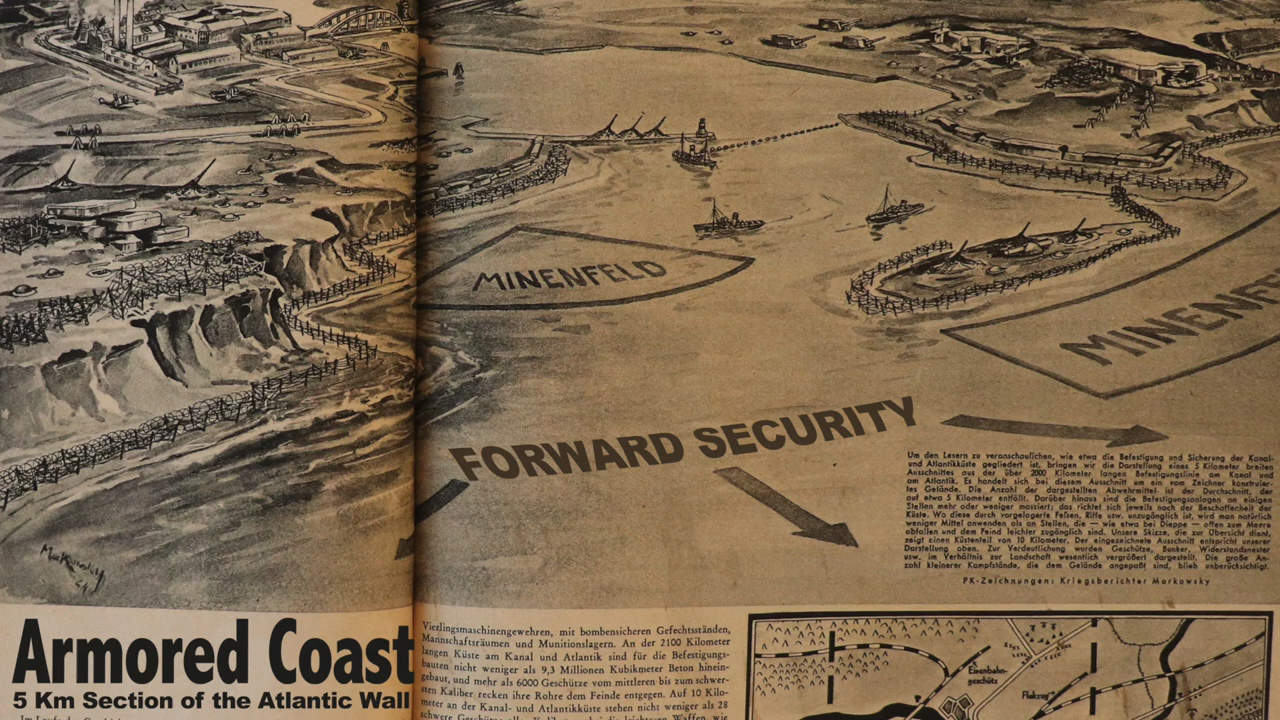 MINENFELD
MINENFE
FORWARD SECURITY
Um den Lesern zu veranschaulichen, wie etwa die Befestigung und Sicherung der Kanal-
und Atlantikküste gegliedert ist, bringen wir die Darstellung eines 5 Kilometer breiten
Ausschnittes aus der über 2000 Kilometer langen Befestigungslinie am Kanal und
am Atlantik. Es handelt sich bei diesem Ausschnitt um ein vom Zeichner konstruier-
tes Gelände. Die Anzahl der dargestellten Abwehrmittel ist der Durchschnitt, der
auf etwa 5 Kilometer entfällt. Darüber hinaus sind die Befestigungsanlagen an einigen
Stellen mehr oder weniger massiert; das richtet sich jeweils nach der Beschaffenheit der
Küste. Wo diese durch vorgelagerte Felsen, Riffe usw. unzugänglich ist, wird man natürlich
weniger Mittel anwenden als an Stellen, die — wie etwa bei Dieppe — offen zum Meere
abfallen und dem Feind leichter zugänglich sind. Unsere Skizze, die zur Übersicht dient,
zeigt einen Küstenteil von 10 Kilometer. Der eingezeichnete Ausschnitt entspricht unserer
Darstellung oben. Zur Verdeutlichung wurden Geschütze, Bunker, Widerstandsnester
usw. im Verhältnis zur Landschaft wesentlich vergrößert dargestellt. Die große An-
zahl kleinerer Kampfstände, die dem Gelände angepaßt sind, blieb unberücksichtigt.
PK-Zeichnungen: Kriegsberichter Markowsky
Armored Coast
5 Km Section of the Atlantic Wall
Vierlingsmaschinengewehren, mit bombensicheren Gefechtsständen,
Mannschaftsräumen und Munitionslagern. An der 2100 Kilometer
langen Küste am Kanal und Atlantik sind für die Befestigungs-
bauten nicht weniger als 9,3 Millionen Kubikmeter Beton hinein-
gebaut, und mehr als 6000 Geschütze vom mittleren bis zum schwer-
sten Kaliber recken ihre Rohre dem Feinde entgegen. Auf 10 Kilo-
meter an der Kanal- und Atlantikküste stehen nicht weniger als 28
Eisenbahn-
geschütz
Flakzug